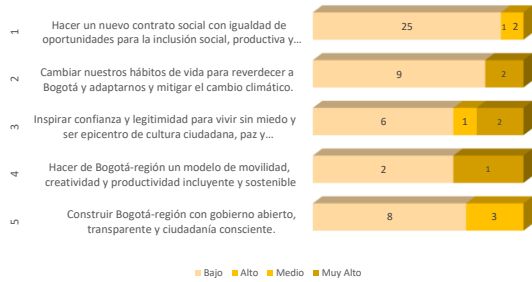 1
Hacer un nuevo contrato social con igualdad de
oportunidades para la inclusión social, productiva y...
25 1 2
2
Cambiar nuestros hábitos de vida para reverdecer a
Bogotá y adaptarnos y mitigar el cambio climático.
9 2
3
Inspirar confianza y legitimidad para vivir sin miedo y
ser epicentro de cultura ciudadana, paz y...
6 1 2
4
Hacer de Bogotá-región un modelo de movilidad,
creatividad y productividad incluyente y sostenible
2 1
5
Construir Bogotá-región con gobierno abierto,
transparente y ciudadanía consciente.
8 3
Bajo Alto Medio Muy Alto